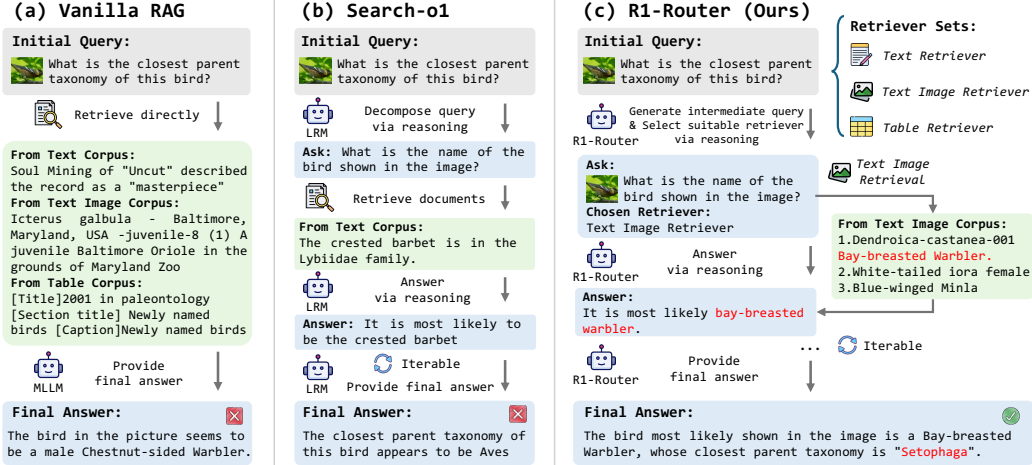 (a) Vanilla RAG
Initial Query:
What is the closest parent
taxonomy of this bird?
Retrieve directly
From Text Corpus:
Soul Mining of "Uncut" described
the record as a "masterpiece"
From Text Image Corpus:
Icterus galbula - Baltimore,
Maryland, USA -juvenile-8 (1) A
juvenile Baltimore Oriole in the
grounds of Maryland Zoo
From Table Corpus:
[Title]2001 in paleontology
[Section title] Newly named
birds [Caption]Newly named birds
MLLM
Provide
final answer
Final Answer:
The bird in the picture seems to
be a male Chestnut-sided Warbler.
(b) Search-o1
Initial Query:
What is the closest parent
taxonomy of this bird?
LRM
Decompose query
via reasoning
Ask: What is the name of the
bird shown in the image?
Retrieve documents
From Text Corpus:
The crested barbet is in the
Lybiidae family.
LRM
Answer
via reasoning
Answer: It is most likely to
be the crested barbet
LRM
Iterable
Provide final answer
Final Answer:
The closest parent taxonomy of
this bird appears to be Aves
(c) R1-Router (Ours)
Initial Query:
What is the closest parent
taxonomy of this bird?
Retriever Sets:
Text Retriever
Text Image Retriever
Table Retriever
R1-Router
Generate intermediate query
& Select suitable retriever
via reasoning
Ask:
What is the name of the
bird shown in the image?
Chosen Retriever:
Text Image Retriever
Text Image
Retrieval
From Text Image Corpus:
1.Dendroica-castanea-001
Bay-breasted Warbler.
2.White-tailed iora female
3.Blue-winged Minla
R1-Router
Answer
via reasoning
Answer:
It is most likely bay-breasted
warbler.
... Iterable
R1-Router
Provide
final answer
Final Answer:
The bird most likely shown in the image is a Bay-breasted
Warbler, whose closest parent taxonomy is "Setophaga".